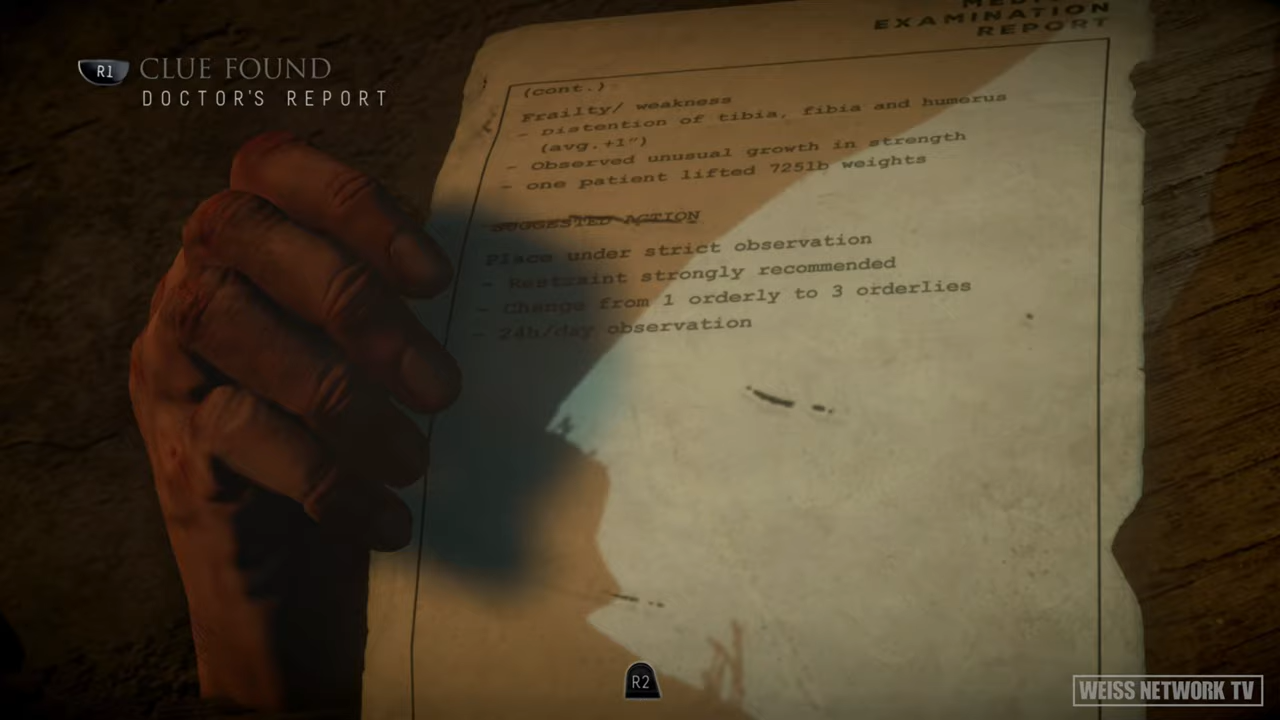 R1 CLUE FOUND
DOCTOR'S REPORT
EXAMINATION
REPORT
(cont.)
Frailty/ weakness
- Distention of tibia, fibia and humerus
(avg.+1")
- Observed unusual growth in strength
- one patient lifted 725lb weights
SUGGESTED ACTION
Place under strict observation
- Restraint strongly recommended
- Change from 1 orderly to 3 orderlies
- 24h/day observation
R2
WEISS NETWORK TV